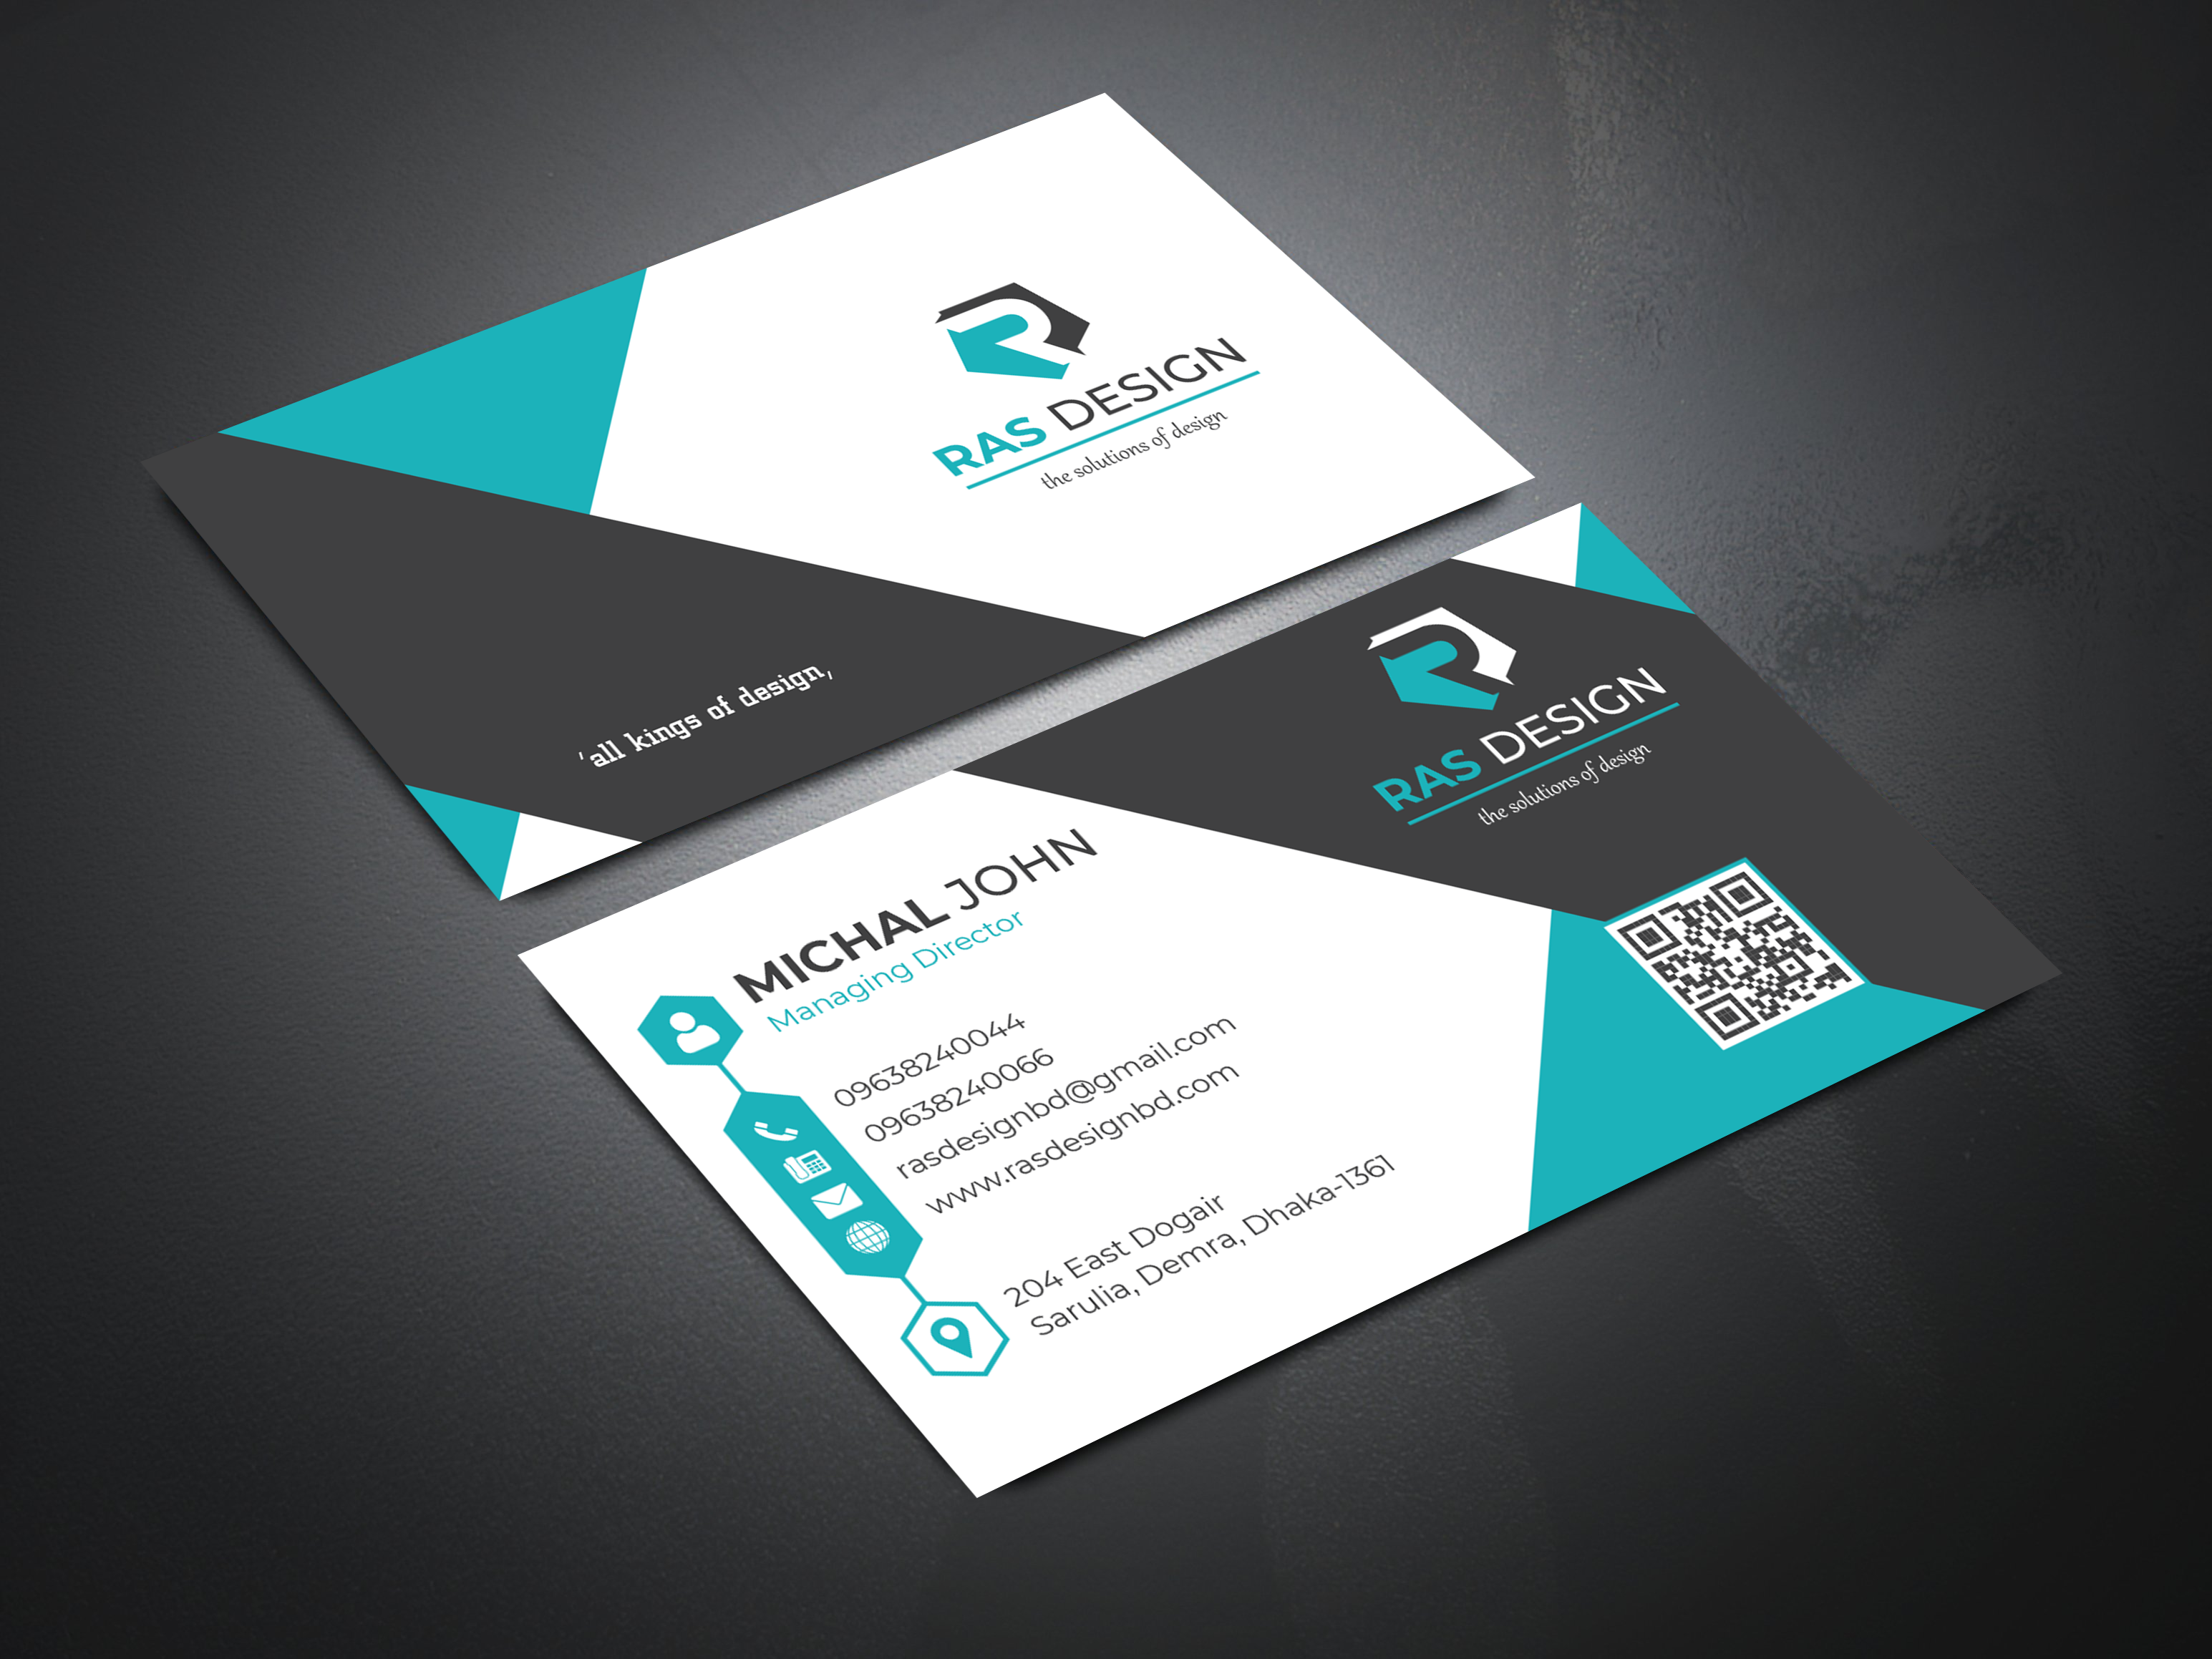 RAS DESIGN
the solutions of design
'all kings of design,
RAS DESIGN
the solutions of design
MICHAL JOHN
Managing Director
09638240044
09638240066
rasdesignbd@gmail.com
www.rasdesignbd.com
204 East Dogair
Sarulia, Demra, Dhaka-1361